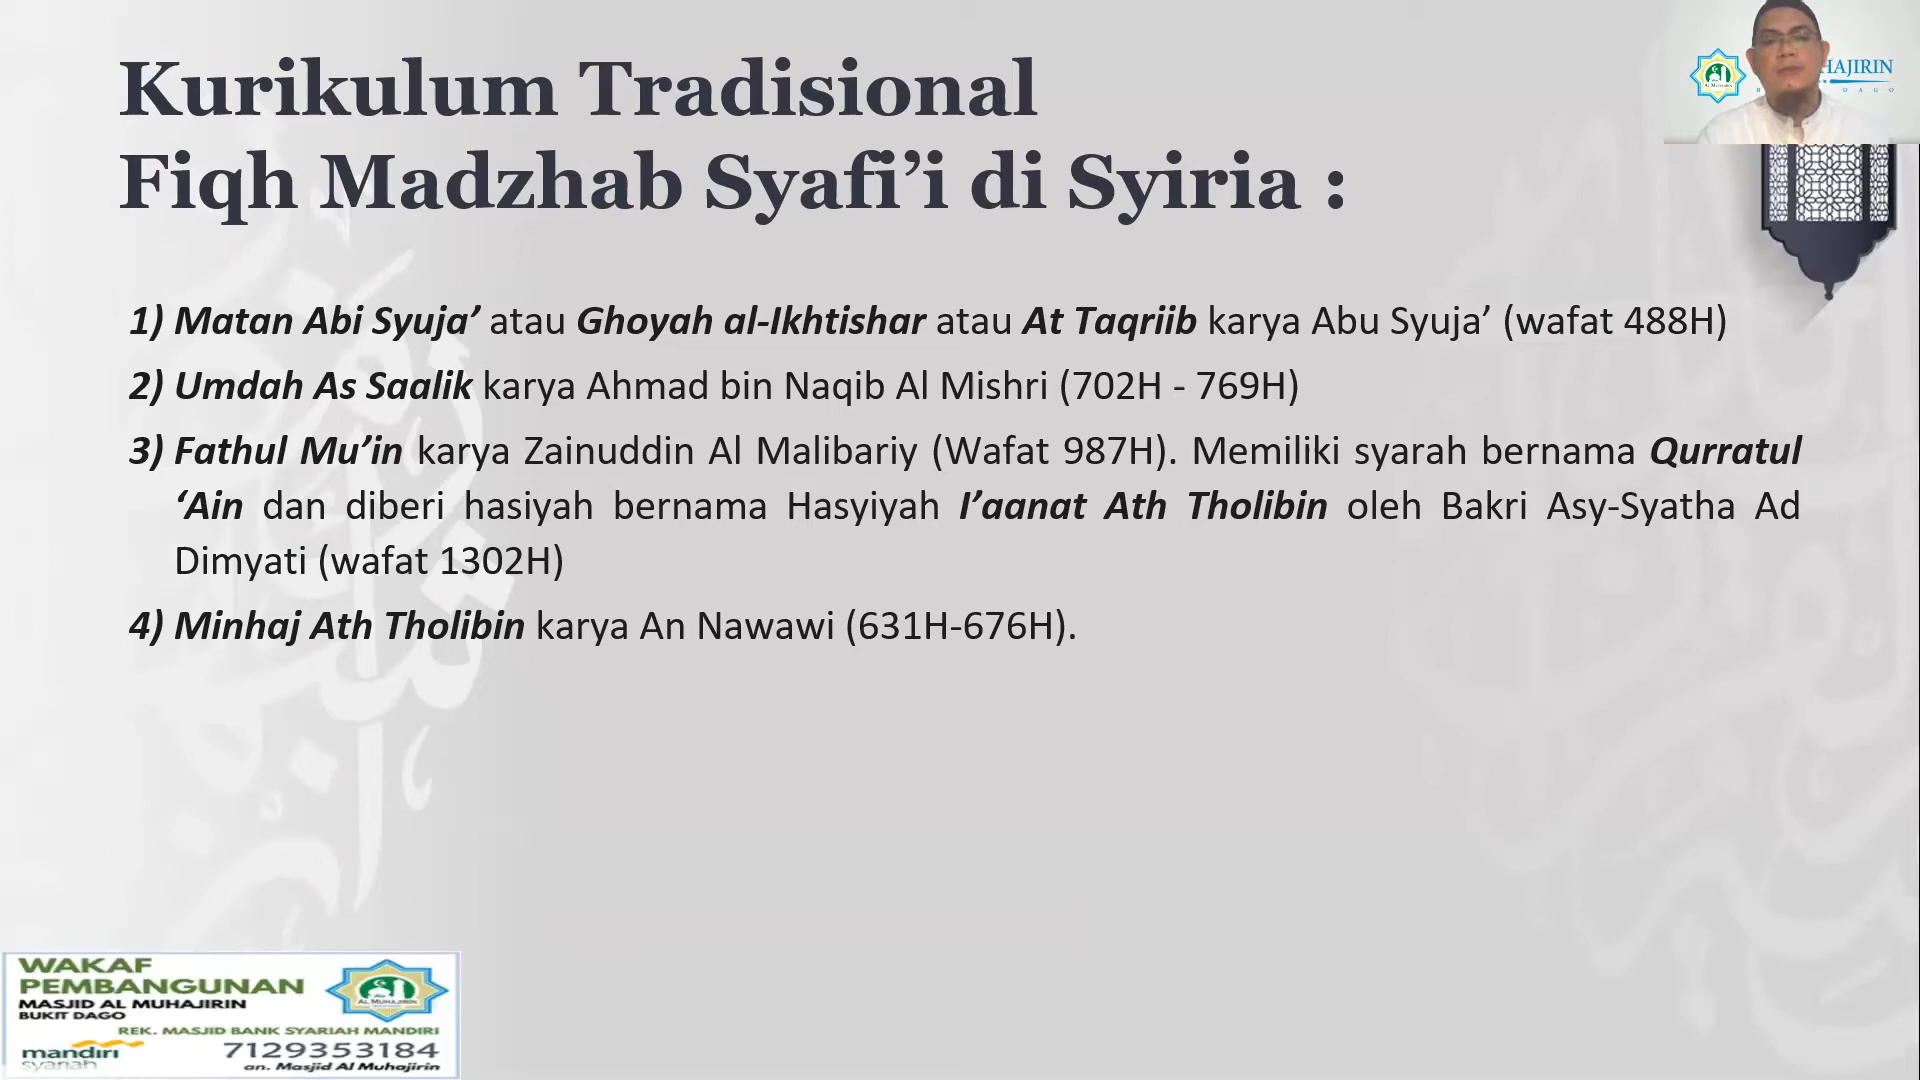 Kurikulum Tradisional
Fiqh Madzhab Syafi’i di Syiria :
HAJIRIN
DAGO
1) Matan Abi Syuja’ atau Ghoyah al-Ikhtishar atau At Taqriib karya Abu Syuja’ (wafat 488H)
2) Umdah As Saalik karya Ahmad bin Naqib Al Mishri (702H - 769H)
3) Fathul Mu’in karya Zainuddin Al Malibariy (Wafat 987H). Memiliki syarah bernama Qurratul
‘Ain dan diberi hasiyah bernama Hasyiyah I’aanat Ath Tholibin oleh Bakri Asy-Syatha Ad
Dimyati (wafat 1302H)
4) Minhaj Ath Tholibin karya An Nawawi (631H-676H).
WAKAF
PEMBANGUNAN
MASJID AL MUHAJIRIN
BUKIT DAGO
AL MUHAJIRIN
REK. MASJID BANK SYARIAH MANDIRI
mandiri
syariah
7129353184
an. Masjid Al Muhajirin